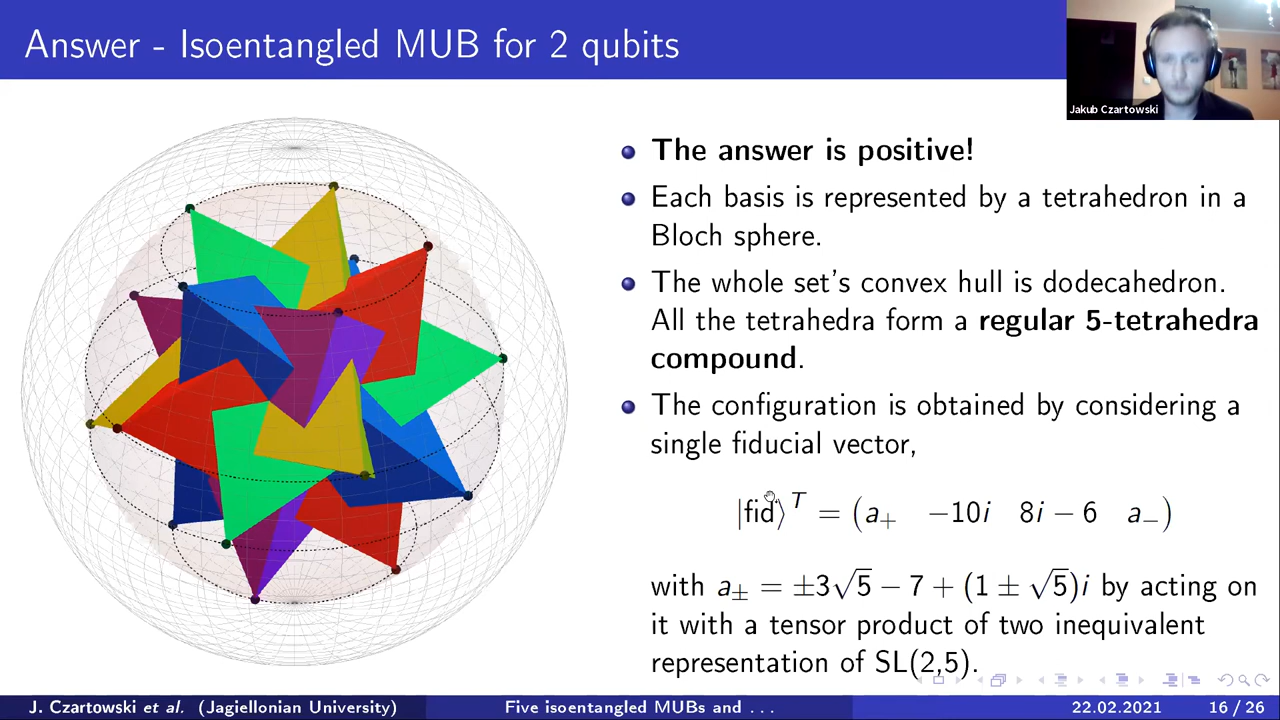 Answer - Isoentangled MUB for 2 qubits
Jakub Czartowski
The answer is positive!
Each basis is represented by a tetrahedron in a
Bloch sphere.
The whole set's convex hull is dodecahedron.
All the tetrahedra form a regular 5-tetrahedra
compound.
The configuration is obtained by considering a
single fiducial vector,
|fid⟩ᵀ = (a₊ −10i 8i − 6 a₋)
with a± = ±3√5 − 7 + (1 ± √5)i by acting on
it with a tensor product of two inequivalent
representation of SL(2,5).
J. Czartowski et al. (Jagiellonian University) Five isoentangled MUBs and ... 22.02.2021 16 / 26